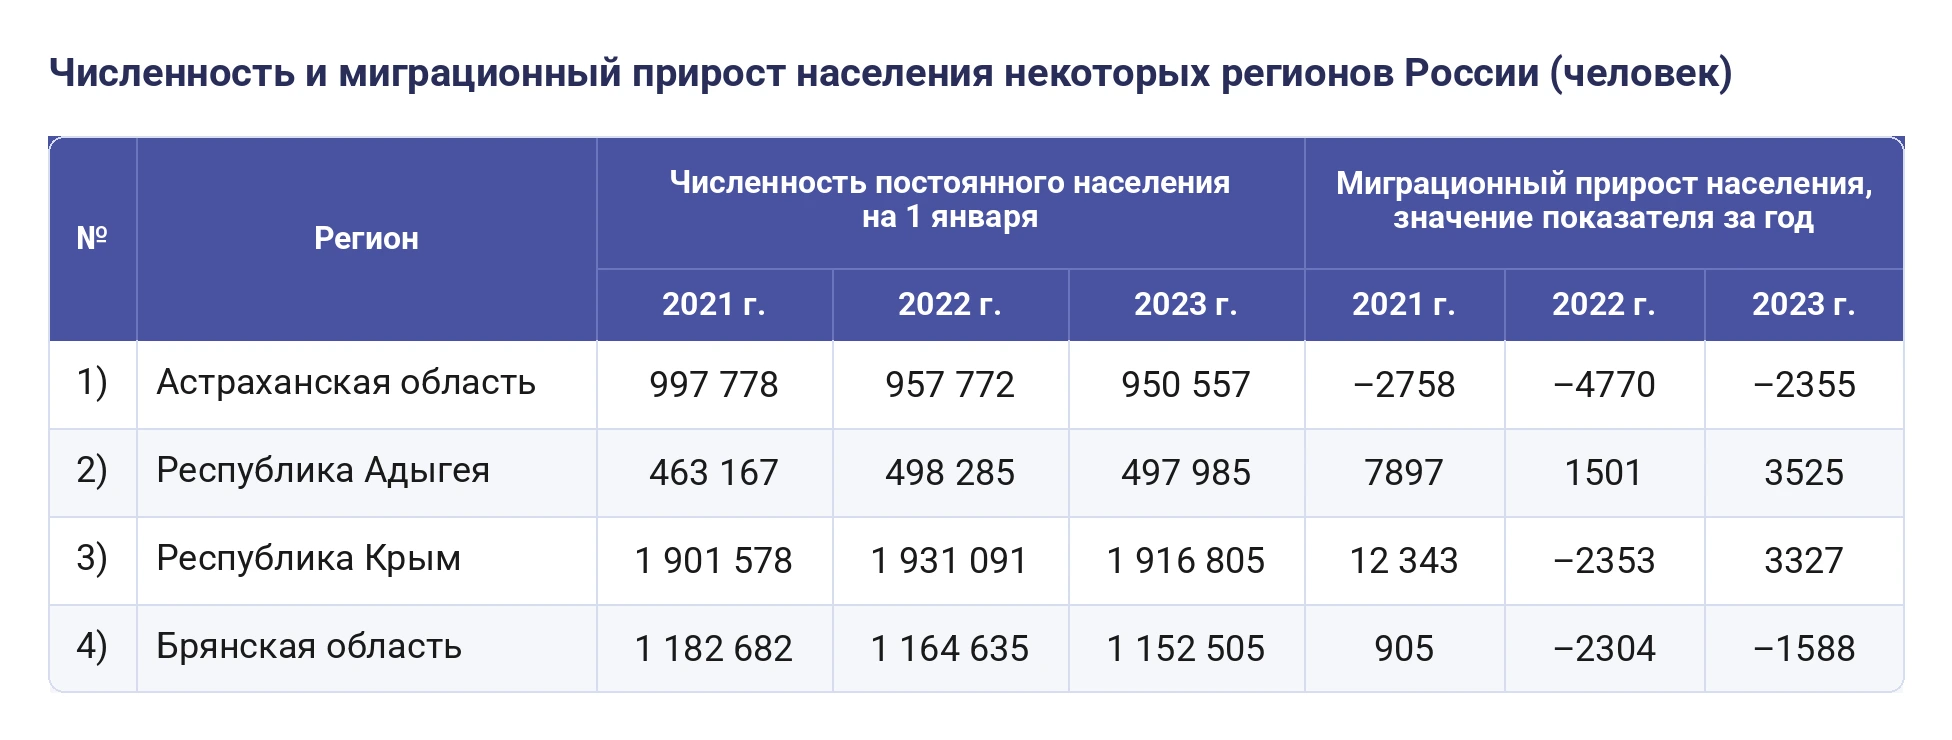 Численность и миграционный прирост населения некоторых регионов России (человек)
№
Регион
Численность постоянного населения
на 1 января
Миграционный прирост населения,
значение показателя за год
2021 г. 2022 г. 2023 г. 2021 г. 2022 г. 2023 г.
1) Астраханская область 997 778 957 772 950 557 –2758 –4770 –2355
2) Республика Адыгея 463 167 498 285 497 985 7897 1501 3525
3) Республика Крым 1 901 578 1 931 091 1 916 805 12 343 –2353 3327
4) Брянская область 1 182 682 1 164 635 1 152 505 905 –2304 –1588